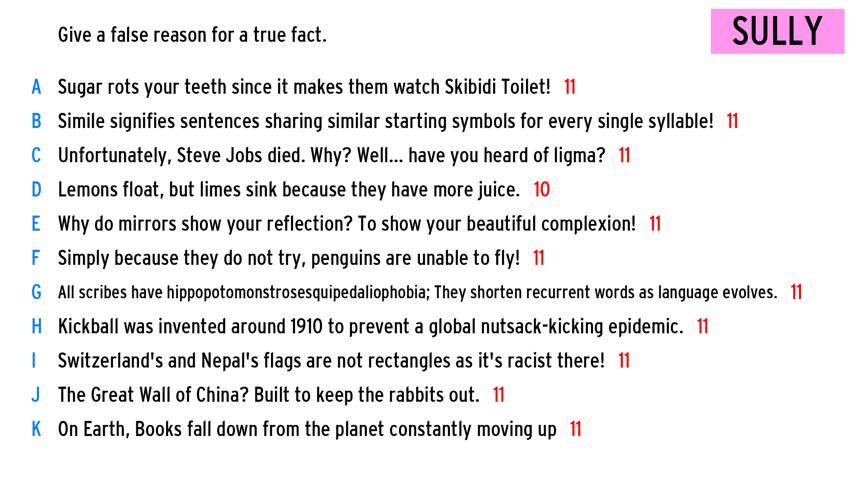 Give a false reason for a true fact.
SULLY
A Sugar rots your teeth since it makes them watch Skibidi Toilet! 11
B Simile signifies sentences sharing similar starting symbols for every single syllable! 11
C Unfortunately, Steve Jobs died. Why? Well... have you heard of ligma? 11
D Lemons float, but limes sink because they have more juice. 10
E Why do mirrors show your reflection? To show your beautiful complexion! 11
F Simply because they do not try, penguins are unable to fly! 11
G All scribes have hippopotomonstrosesquipedaliophobia; They shorten recurrent words as language evolves. 11
H Kickball was invented around 1910 to prevent a global nutsack-kicking epidemic. 11
I Switzerland's and Nepal's flags are not rectangles as it's racist there! 11
J The Great Wall of China? Built to keep the rabbits out. 11
K On Earth, Books fall down from the planet constantly moving up 11